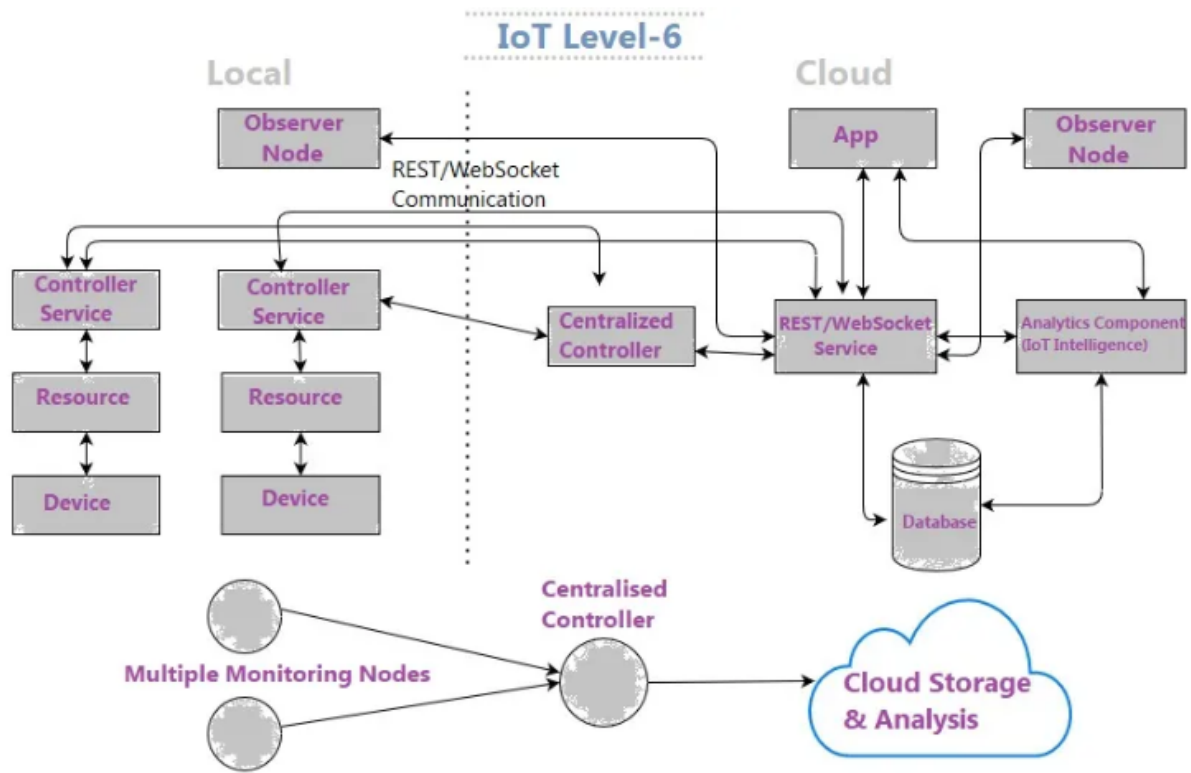 IoT Level-6
Local
Cloud
Observer
Node
App
Observer
Node
REST/WebSocket
Communication
Controller
Service
Controller
Service
Centralized
Controller
REST/WebSocket
Service
Analytics Component
(IoT Intelligence)
Resource
Resource
Device
Device
Database
Centralised
Controller
Multiple Monitoring Nodes
Cloud Storage
& Analysis